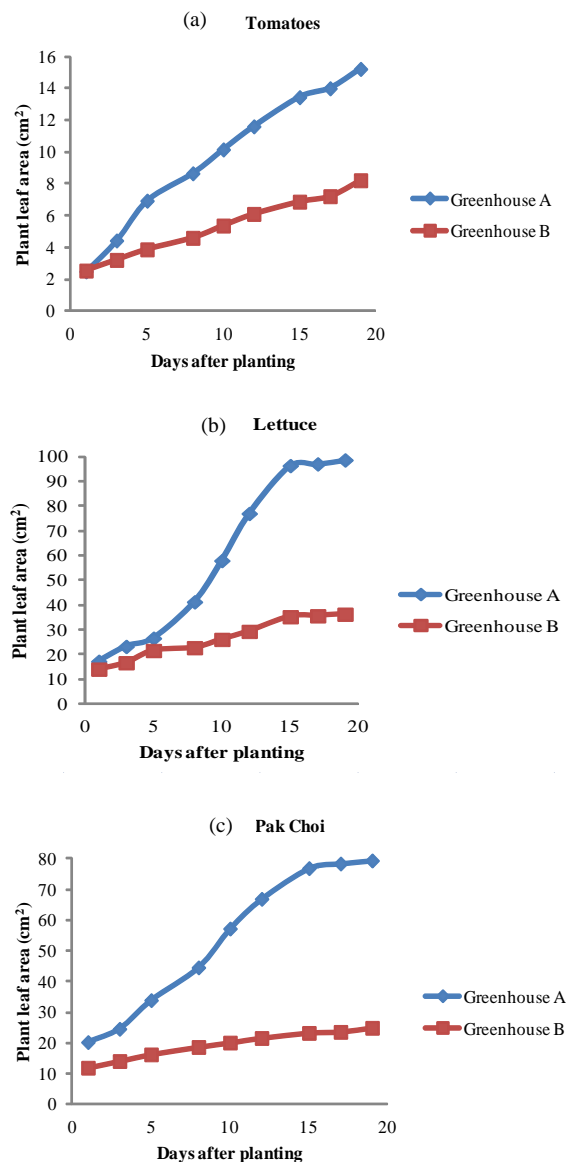 (a) Tomatoes
16
14
12
10
8
6
4
2
0
Plant leaf area (cm²)
0 5 10 15 20
Days after planting
Greenhouse A
Greenhouse B
(b) Lettuce
100
90
80
70
60
50
40
30
20
10
0
Plant leaf area (cm²)
0 5 10 15 20
Days after planting
Greenhouse A
Greenhouse B
(c) Pak Choi
80
70
60
50
40
30
20
10
0
Plant leaf area (cm²)
0 5 10 15 20
Days after planting
Greenhouse A
Greenhouse B